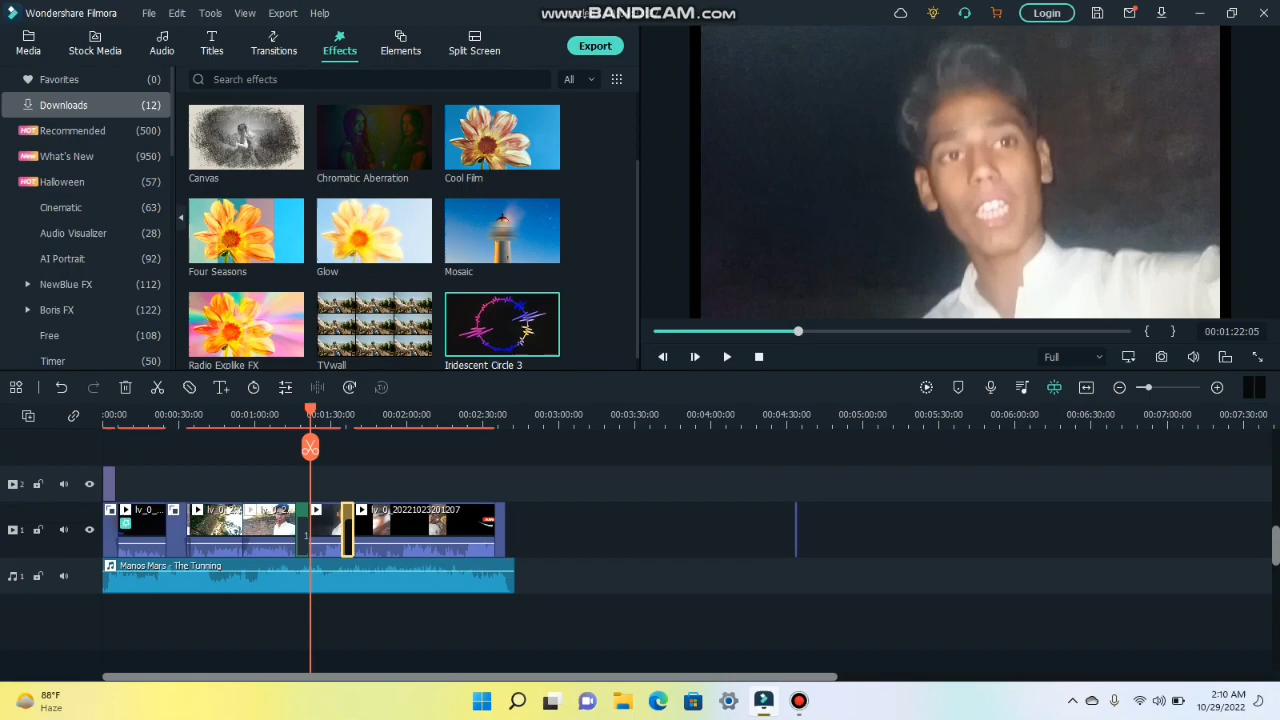 Wondershare Filmora File Edit Tools View Export Help
www.BANDICAM.com
Login
Media Stock Media Audio Titles Transitions Effects Elements Split Screen Export
Favorites (0)
Downloads (12)
HOT Recommended (500)
New What's New (950)
HOT Halloween (57)
Cinematic (63)
Audio Visualizer (28)
AI Portrait (92)
NewBlue FX (112)
Boris FX (310)
Free (108)
Timer (50)
Search effects All
Canvas Chromatic Aberration Cool Film
Four Seasons Glow Mosaic
Radio Explike FX TVwall Iridescent Circle 3
{ } 00:01:22:05
Full
:00:00 00:00:30:00 00:01:00:00 00:01:30:00 00:02:00:00 00:02:30:00 00:03:00:00 00:03:30:00 00:04:00:00 00:04:30:00 00:05:00:00 00:05:30:00 00:06:00:00 00:06:30:00 00:07:00:00 00:07:30:00
2
1 lv_0_... lv_0_2 lv_0_2 lv_0_20221023201207
1 Manos Mars - The Tunning
88°F
Haze
2:10 AM
10/29/2022